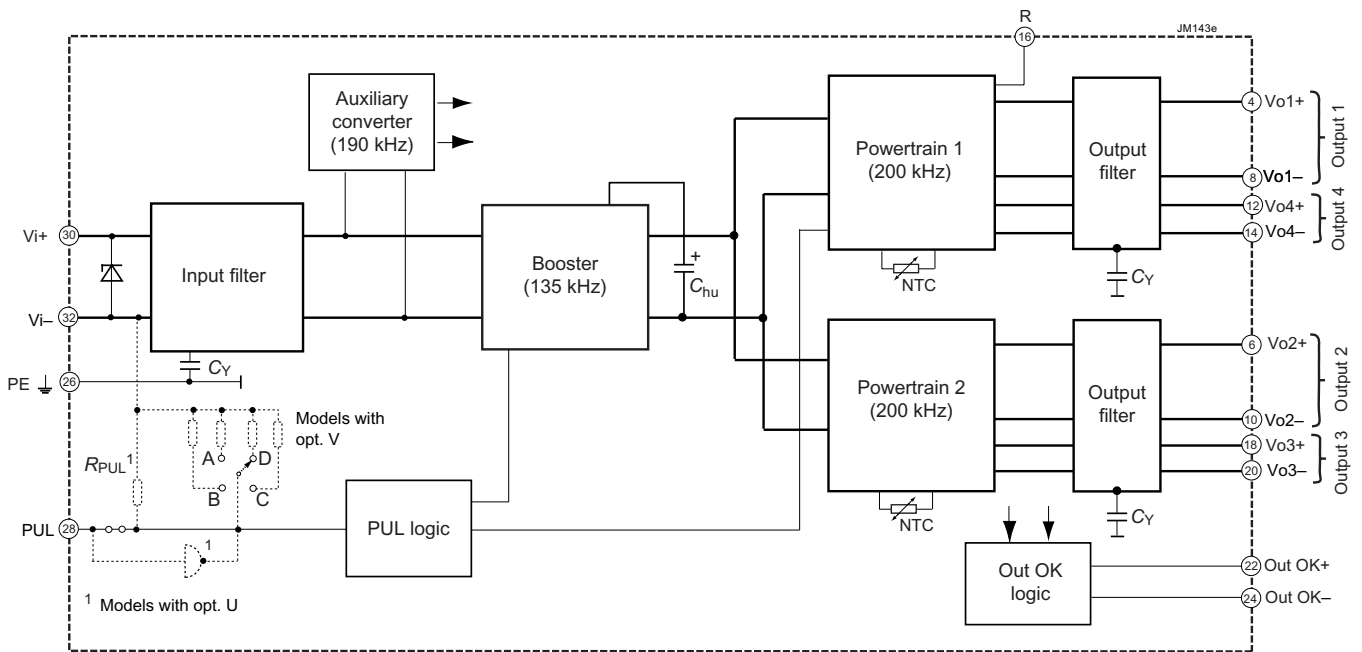 R
JM143e
16
Auxiliary
converter
(190 kHz)
Powertrain 1
(200 kHz)
Output
filter
4 Vo1+
8 Vo1–
Output 1
12 Vo4+
14 Vo4–
Output 4
NTC
CY
Vi+ 30
Vi– 32
Input filter
Booster
(135 kHz)
+
Chu
CY
PE 26
Powertrain 2
(200 kHz)
Output
filter
6 Vo2+
10 Vo2–
Output 2
18 Vo3+
20 Vo3–
Output 3
NTC
CY
Models with
opt. V
RPUL1
A D
B C
PUL 28
PUL logic
1
1 Models with opt. U
Out OK
logic
22 Out OK+
24 Out OK–